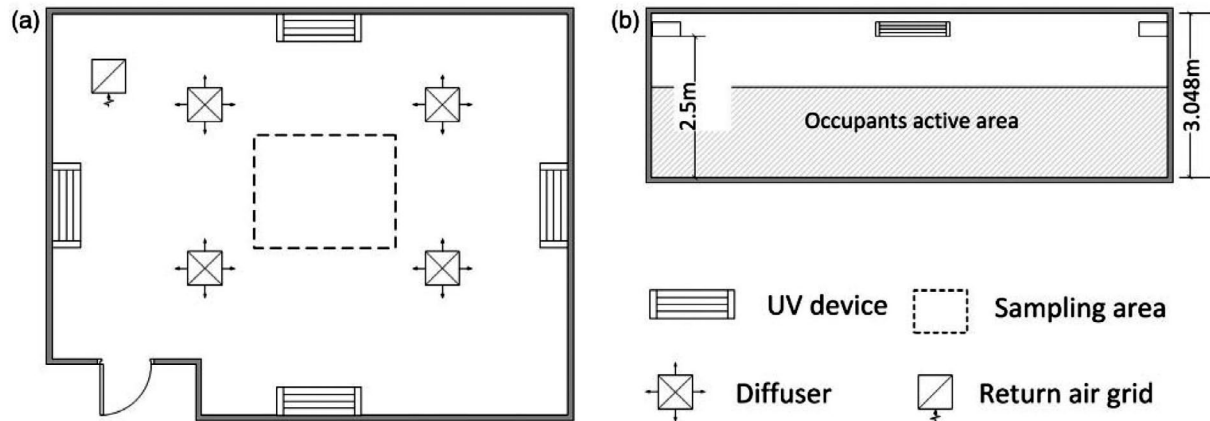 (a)
(b)
2.5m
Occupants active area
3.048m
UV device
Sampling area
Diffuser
Return air grid